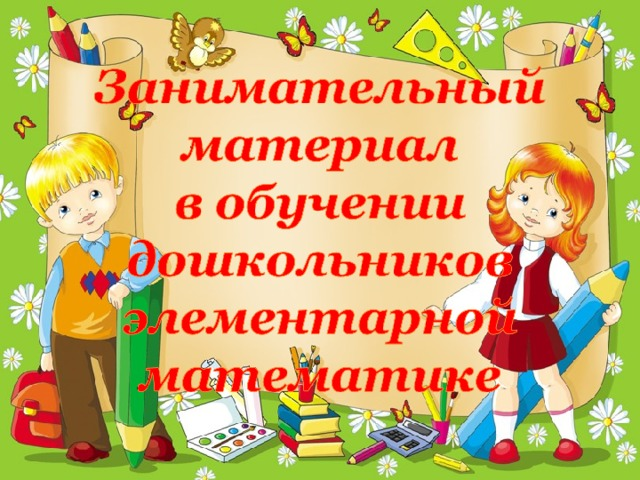 Занимательный
материал
в обучении
дошкольников
элементарной
математике